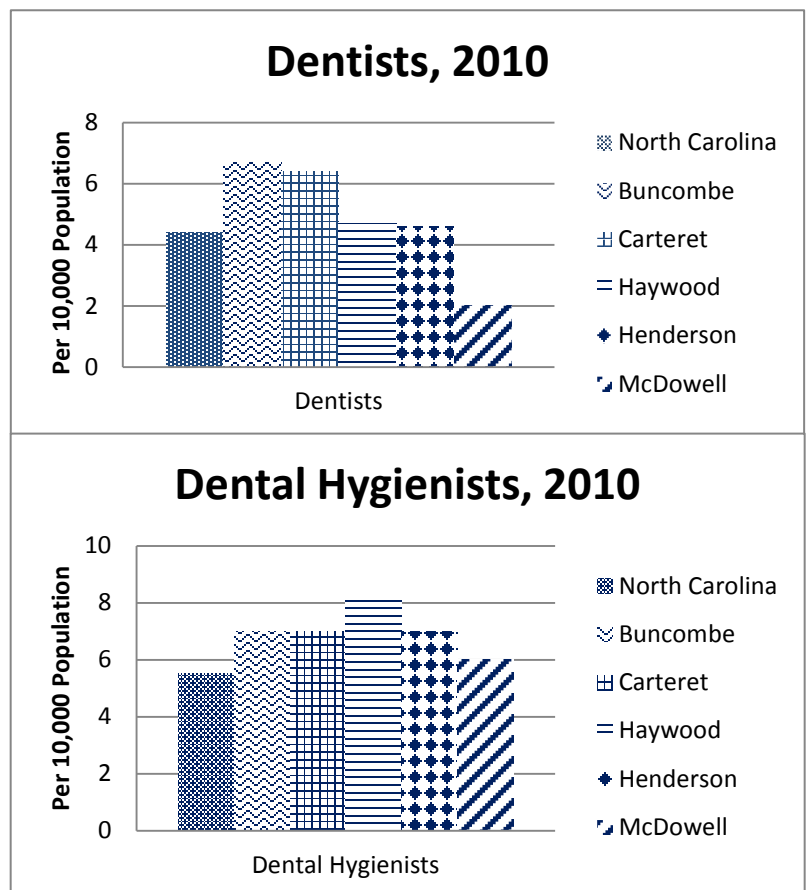 Dentists, 2010
Per 10,000 Population
8
6
4
2
0
Dentists
North Carolina
Buncombe
Carteret
Haywood
Henderson
McDowell
Dental Hygienists, 2010
Per 10,000 Population
10
8
6
4
2
0
Dental Hygienists
North Carolina
Buncombe
Carteret
Haywood
Henderson
McDowell